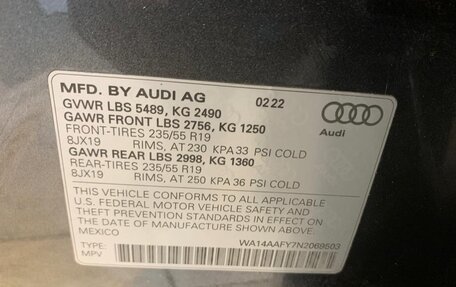 MFD. BY AUDI AG 02 22
GVWR LBS 5489, KG 2490
GAWR FRONT LBS 2756, KG 1250
FRONT-TIRES 235/55 R19
8JX19 RIMS, AT 230 KPA 33 PSI COLD
GAWR REAR LBS 2998, KG 1360
REAR-TIRES 235/55 R19
8JX19 RIMS, AT 250 KPA 36 PSI COLD
Audi
THIS VEHICLE CONFORMS TO ALL APPLICABLE
U.S. FEDERAL MOTOR VEHICLE SAFETY AND
THEFT PREVENTION STANDARDS IN EFFECT ON
THE DATE OF MANUFACTURE SHOWN ABOVE
MEXICO
TYPE: WA14AAFY7N2069503
MPV